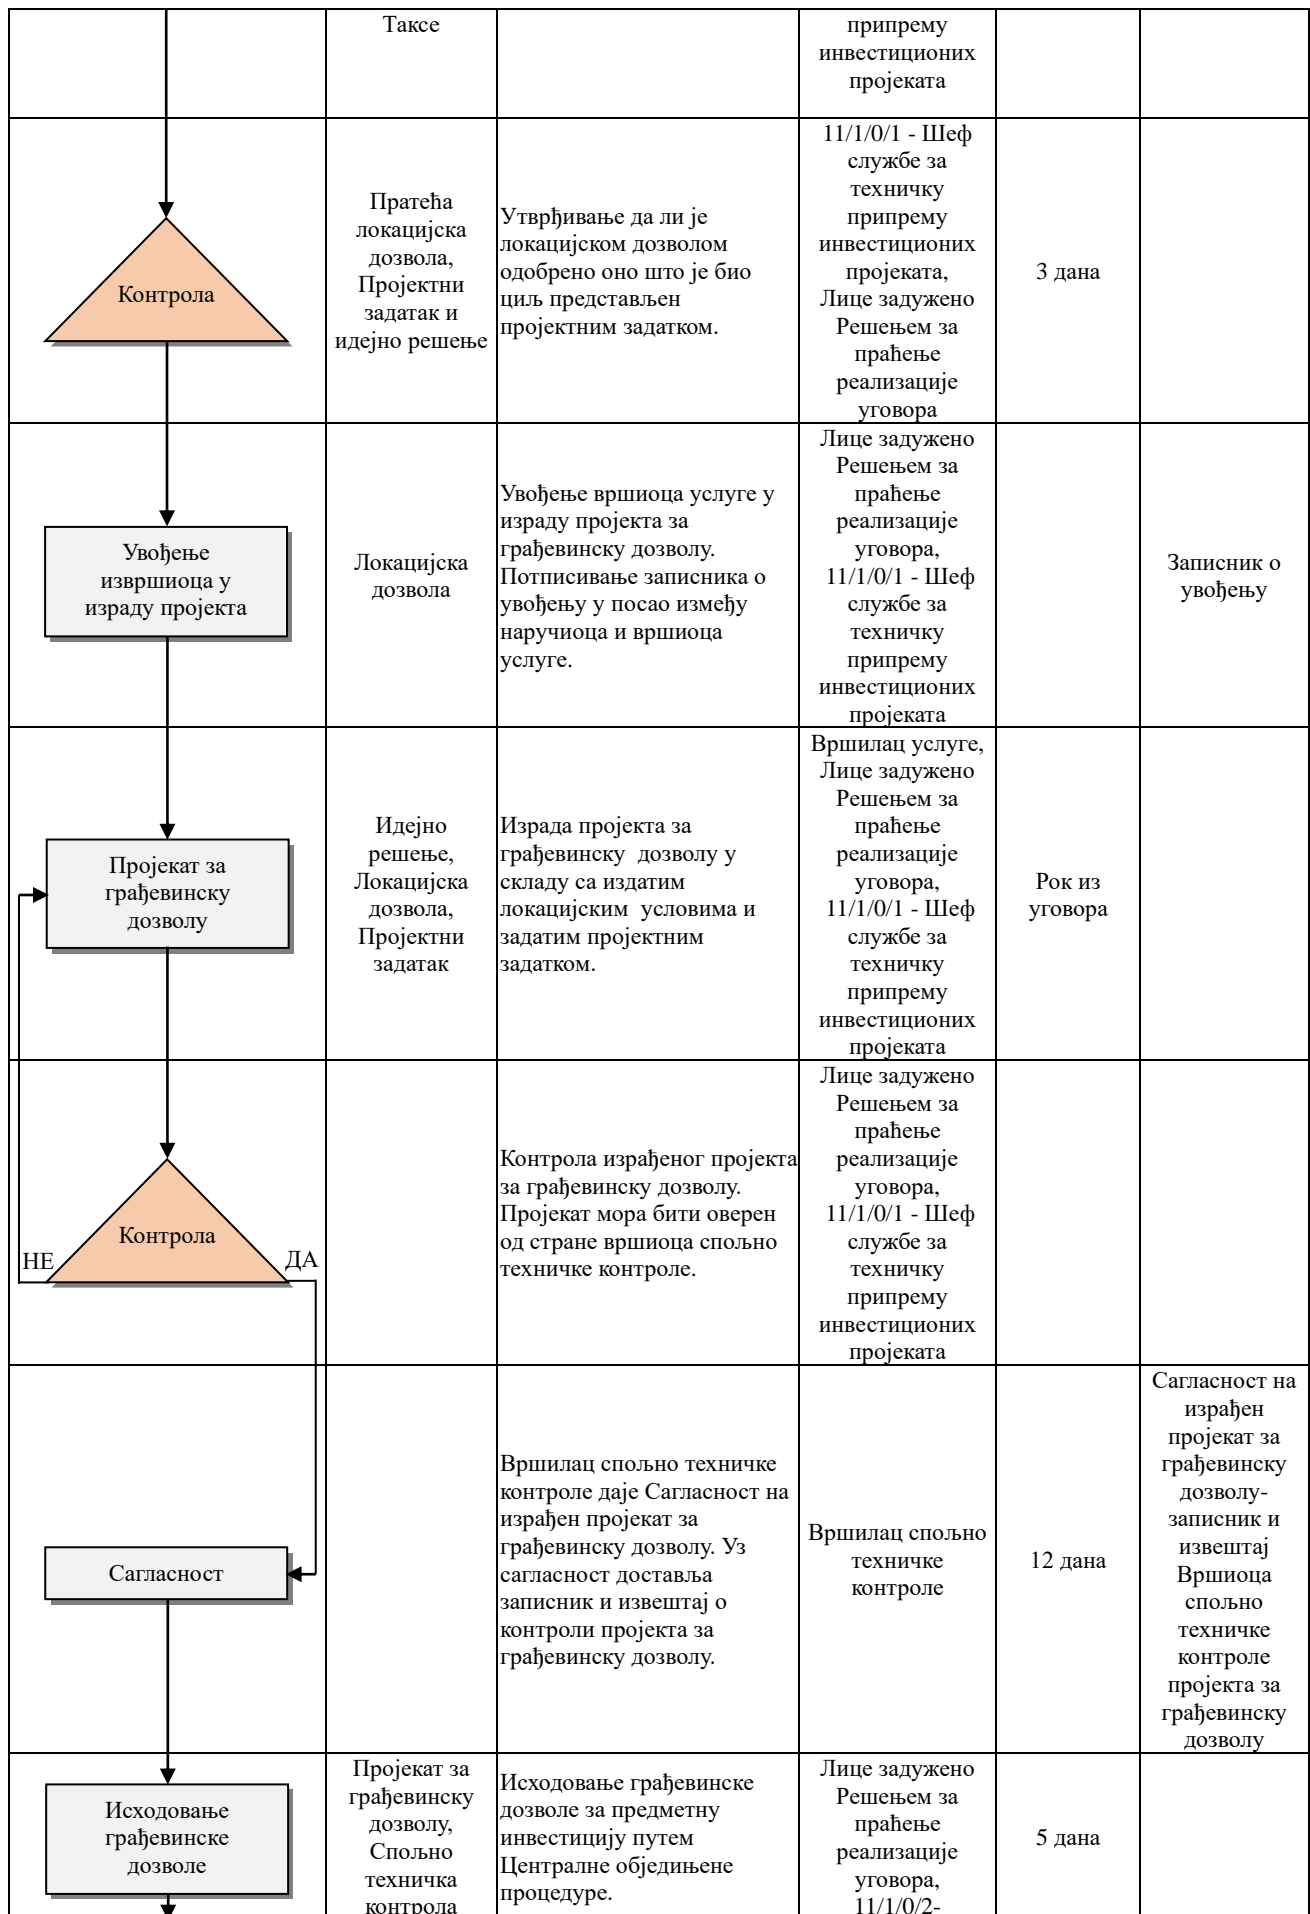 Таксе
припрему
инвестиционих
пројеката
Контрола
Пратећа
локацијска
дозвола,
Пројектни
задатак и
идејно решење
Утврђивање да ли је
локацијском дозволом
одобрено оно што је био
циљ представљен
пројектним задатком.
11/1/0/1 - Шеф
службе за
техничку
припрему
инвестиционих
пројеката,
Лице задужено
Решењем за
праћење
реализације
уговора
3 дана
Увођење
извршиоца у
израду пројекта
Локацијска
дозвола
Увођење вршиоца услуге у
израду пројекта за
грађевинску дозволу.
Потписивање записника о
увођењу у посао између
наручиоца и вршиоца
услуге.
Лице задужено
Решењем за
праћење
реализације
уговора,
11/1/0/1 - Шеф
службе за
техничку
припрему
инвестиционих
пројеката
Записник о
увођењу
Пројекат за
грађевинску
дозволу
Идејно
решење,
Локацијска
дозвола,
Пројектни
задатак
Израда пројекта за
грађевинску дозволу у
складу са издатим
локацијским условима и
задатим пројектним
задатком.
Вршилац услуге,
Лице задужено
Решењем за
праћење
реализације
уговора,
11/1/0/1 - Шеф
службе за
техничку
припрему
инвестиционих
пројеката
Рок из
уговора
Контрола
НЕ
ДА
Контрола израђеног пројекта
за грађевинску дозволу.
Пројекат мора бити оверен
од стране вршиоца спољно
техничке контроле.
Лице задужено
Решењем за
праћење
реализације
уговора,
11/1/0/1 - Шеф
службе за
техничку
припрему
инвестиционих
пројеката
Сагласност
Вршилац спољно техничке
контроле даје Сагласност на
израђен пројекат за
грађевинску дозволу. Уз
сагласност доставља
записник и извештај о
контроли пројекта за
грађевинску дозволу.
Вршилац спољно
техничке
контроле
12 дана
Сагласност на
израђен
пројекат за
грађевинску
дозволу-
записник и
извештај
Вршиоца
спољно
техничке
контроле
пројекта за
грађевинску
дозволу
Исходовање
грађевинске
дозволе
Пројекат за
грађевинску
дозволу,
Спољно
техничка
контрола
Исходовање грађевинске
дозволе за предметну
инвестицију путем
Централне обједињене
процедуре.
Лице задужено
Решењем за
праћење
реализације
уговора,
11/1/0/2-
5 дана